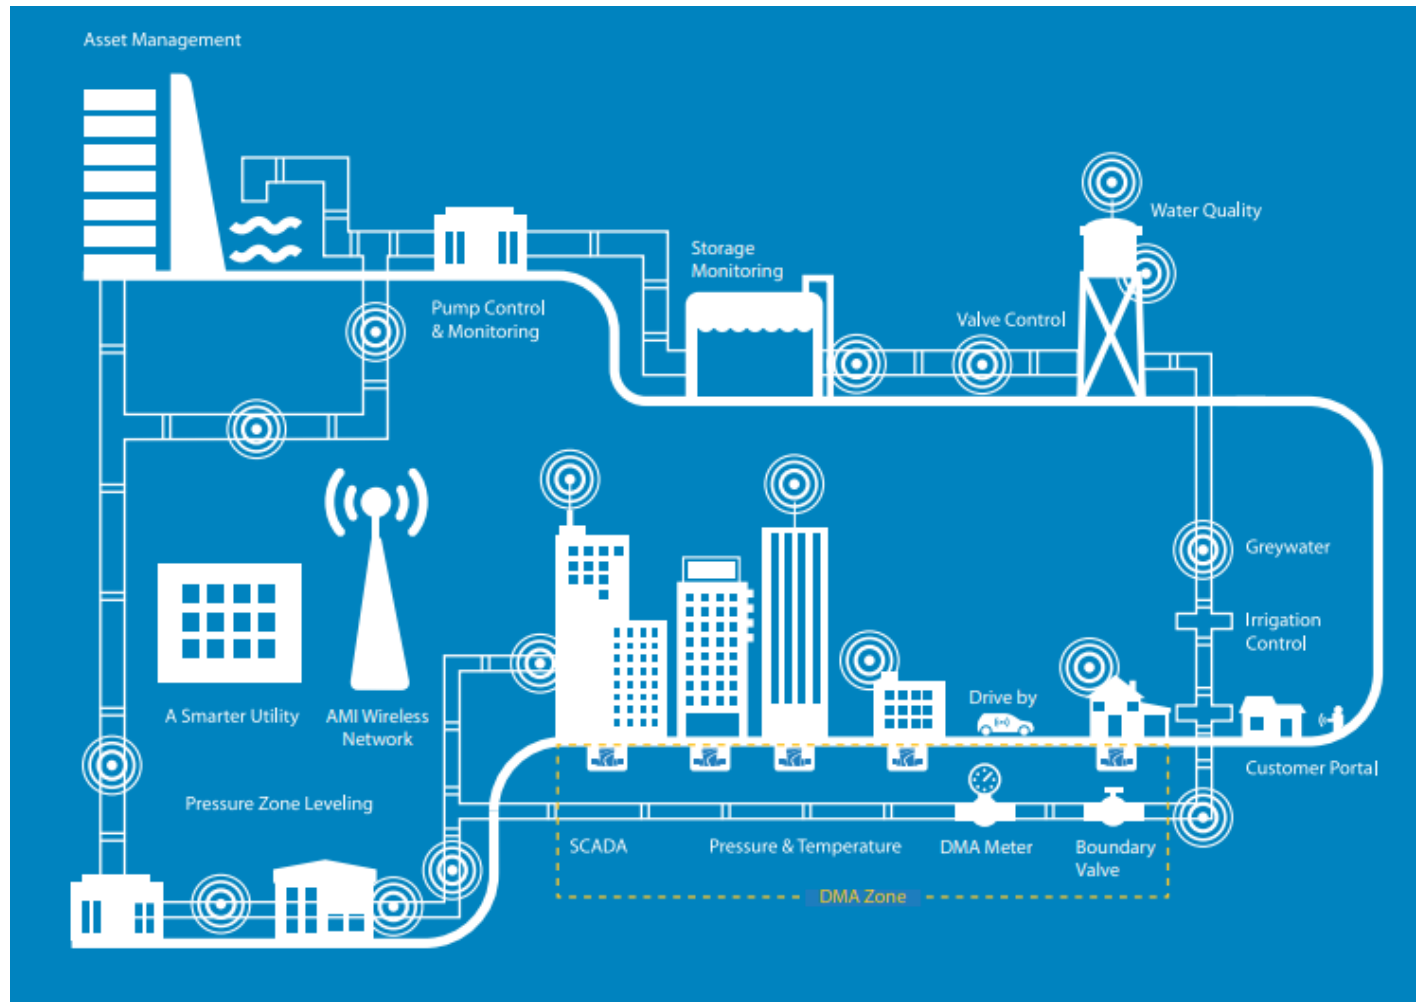 Asset Management
Water Quality
Storage
Monitoring
Pump Control
& Monitoring
Valve Control
Greywater
Irrigation
Control
Drive by
A Smarter Utility
AMI Wireless
Network
Customer Portal
Pressure Zone Leveling
SCADA
Pressure & Temperature
DMA Meter
Boundary
Valve
DMA Zone